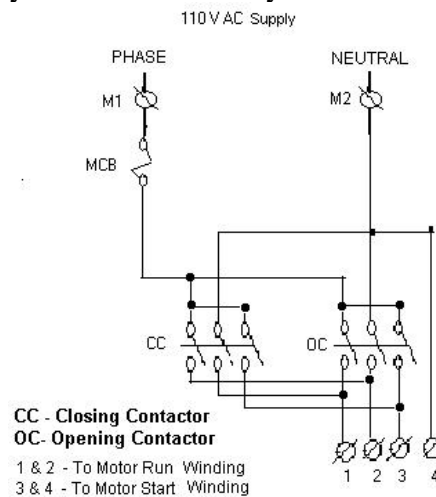 110 V AC Supply
PHASE
NEUTRAL
M1
M2
MCB
CC
OC
CC - Closing Contactor
OC- Opening Contactor
1 & 2 - To Motor Run Winding
3 & 4 - To Motor Start Winding
1 2 3 4